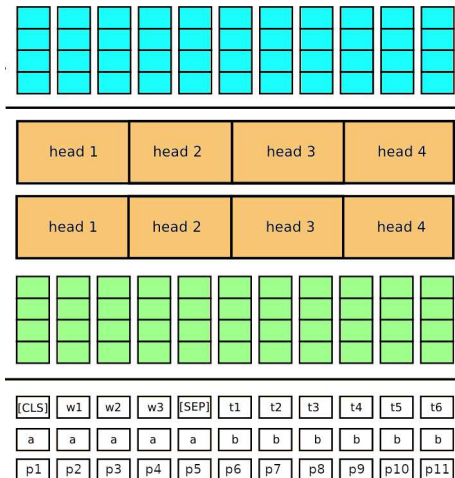 head 1 head 2 head 3 head 4
head 1 head 2 head 3 head 4
[CLS] w1 w2 w3 [SEP] t1 t2 t3 t4 t5 t6
a a a a a b b b b b b
p1 p2 p3 p4 p5 p6 p7 p8 p9 p10 p11